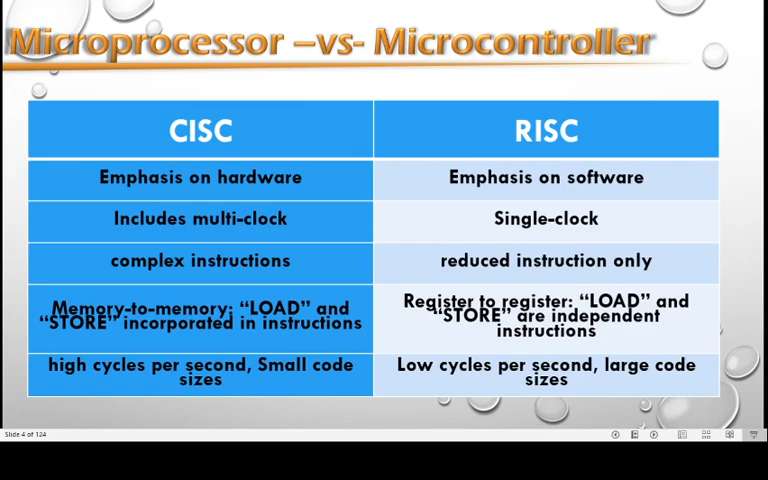 Microprocessor –vs- Microcontroller
CISC
RISC
Emphasis on hardware
Emphasis on software
Includes multi-clock
Single-clock
complex instructions
reduced instruction only
Memory-to-memory: “LOAD” and
“STORE” incorporated in instructions
Register to register: “LOAD” and
“STORE” are independent
instructions
high cycles per second, Small code
sizes
Low cycles per second, large code
sizes
Slide 4 of 124